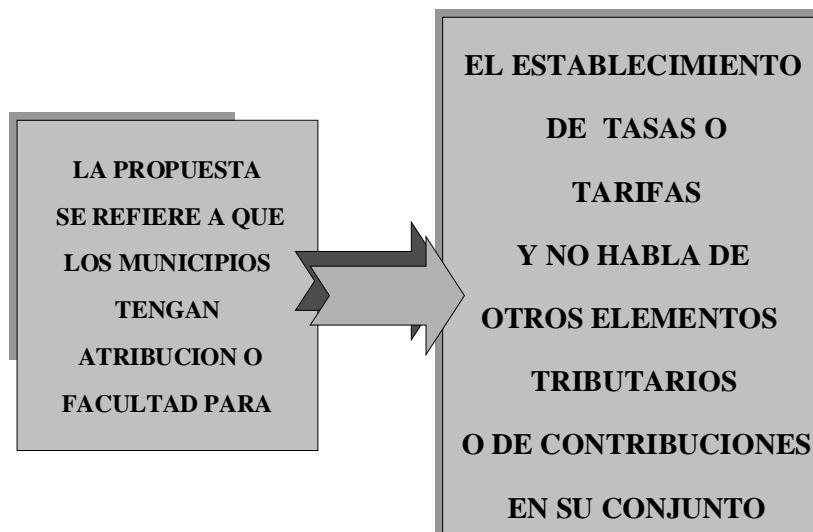 LA PROPUESTA
SE REFIERE A QUE
LOS MUNICIPIOS
TENGAN
ATRIBUCION O
FACULTAD PARA
EL ESTABLECIMIENTO
DE TASAS O
TARIFAS
Y NO HABLA DE
OTROS ELEMENTOS
TRIBUTARIOS
O DE CONTRIBUCIONES
EN SU CONJUNTO